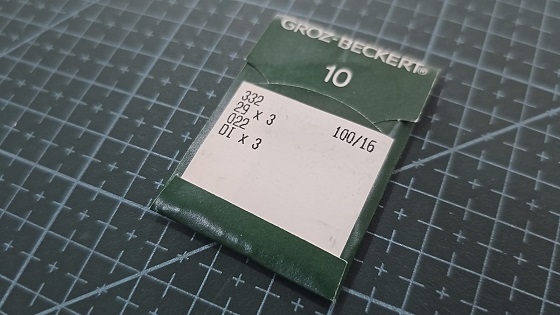 GROZ-BECKERT®
10
332
29 x 3
022
DI x 3
100/16